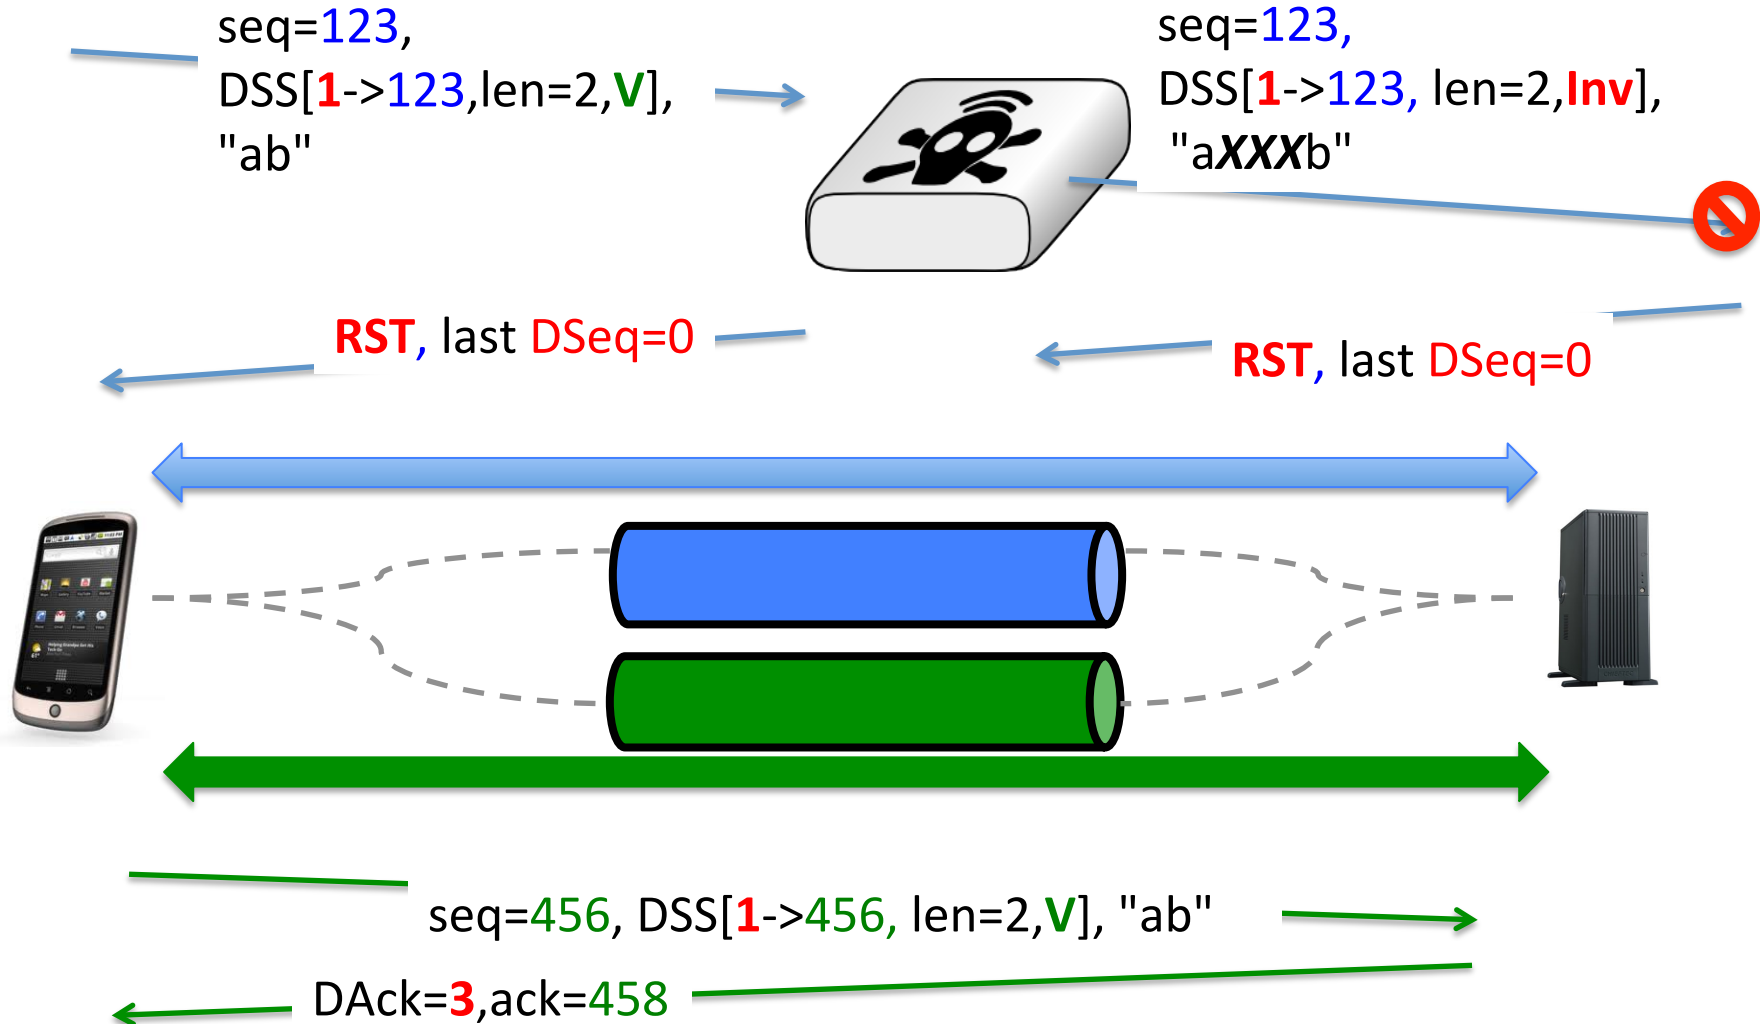 seq=123,
DSS[1->123,len=2,V],
"ab"
seq=123,
DSS[1->123, len=2,Inv],
"aXXXb"
RST, last DSeq=0
RST, last DSeq=0
seq=456, DSS[1->456, len=2,V], "ab"
DAck=3,ack=458